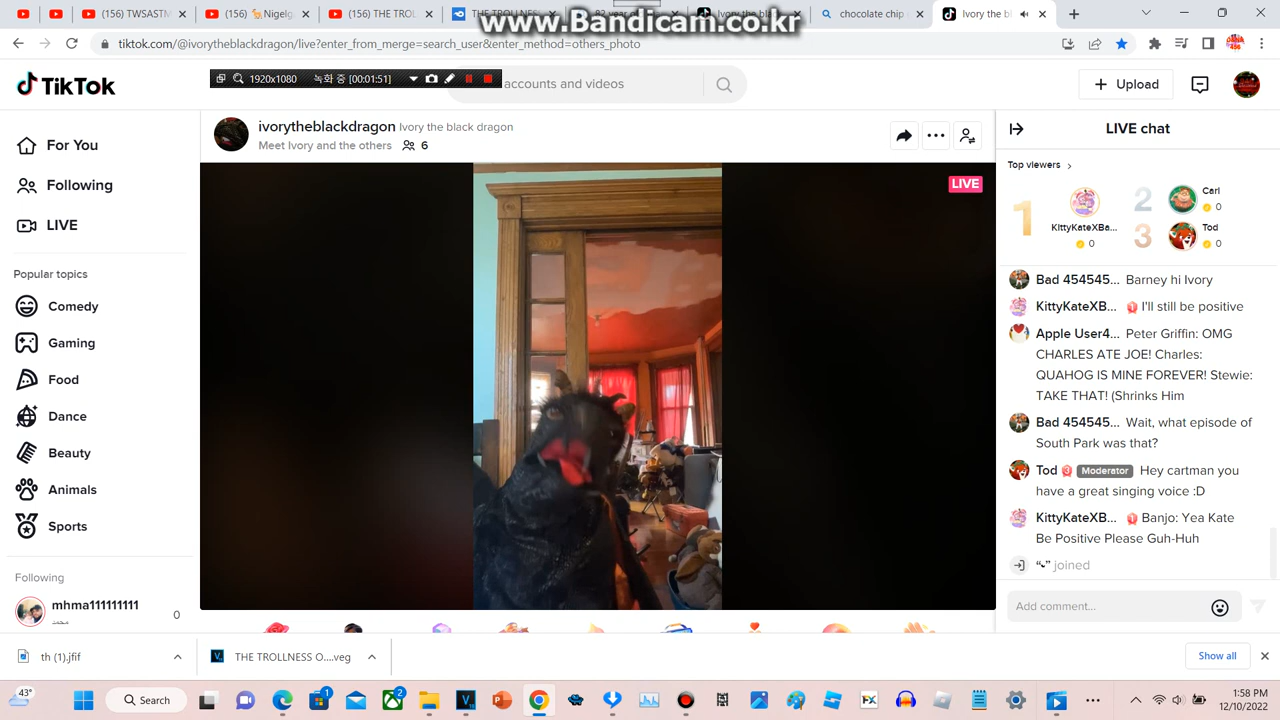 (156) TWSASTM
(156) 🐪Nigelg
(156) THE TROL
THE TROLLNESS
82 year
Ivory the bl
chocolate chip
Ivory the bl
www.Bandicam.co.kr
tiktok.com/@ivorytheblackdragon/live?enter_from_merge=search_user&enter_method=others_photo
TikTok
1920x1080 녹화 중 [00:01:51]
accounts and videos
Upload
For You
Following
LIVE
Popular topics
Comedy
Gaming
Food
Dance
Beauty
Animals
Sports
Following
mhma111111111 0
محمد
ivorytheblackdragon Ivory the black dragon
Meet Ivory and the others 6
LIVE
LIVE chat
Top viewers
1 KittyKateXBa... 0
2 Carl 0
3 Tod 0
Bad 454545... Barney hi Ivory
KittyKateXB... I'll still be positive
Apple User4... Peter Griffin: OMG
CHARLES ATE JOE! Charles:
QUAHOG IS MINE FOREVER! Stewie:
TAKE THAT! (Shrinks Him
Bad 454545... Wait, what episode of
South Park was that?
Tod Moderator Hey cartman you
have a great singing voice :D
KittyKateXB... Banjo: Yea Kate
Be Positive Please Guh-Huh
joined
Add comment...
th (1).jfif
THE TROLLNESS O....veg
Show all
43°
Search
1:58 PM
12/10/2022